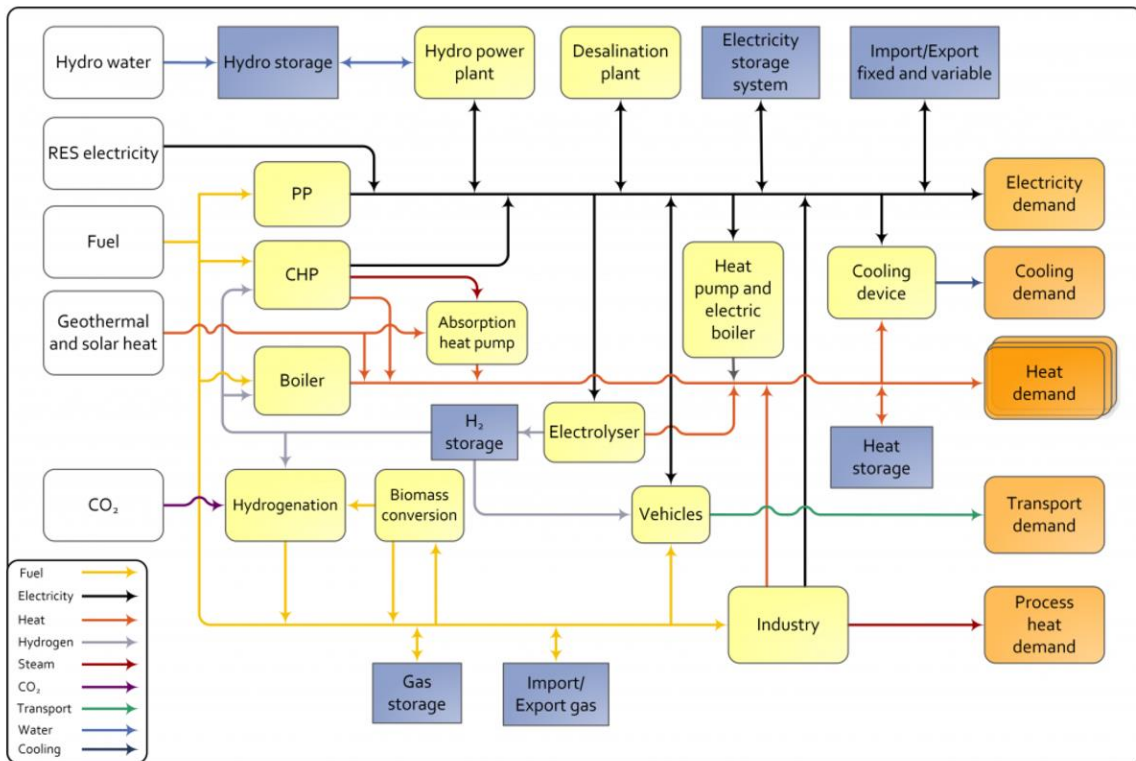 Hydro water
Hydro storage
Hydro power
plant
Desalination
plant
Electricity
storage
system
Import/Export
fixed and variable
RES electricity
PP
Electricity
demand
Fuel
CHP
Heat
pump and
electric
boiler
Cooling
device
Cooling
demand
Geothermal
and solar heat
Absorption
heat pump
Boiler
Heat
demand
H₂
storage
Electrolyser
Heat
storage
CO₂
Hydrogenation
Biomass
conversion
Vehicles
Transport
demand
Fuel
Electricity
Heat
Hydrogen
Steam
CO₂
Transport
Water
Cooling
Industry
Process
heat
demand
Gas
storage
Import/
Export gas